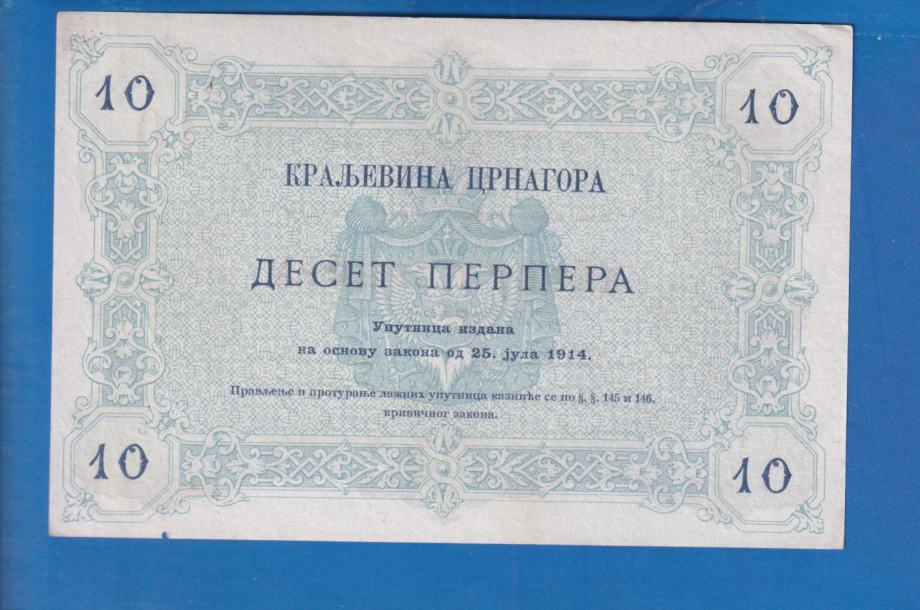 10 10
КРАЉЕВИНА ЦРНАГОРА
ДЕСЕТ ПЕРПЕРА
Упутница издана
на основу закона од 25. јула 1914.
Прављење и протурање лажних упутница казниће се по §. §. 145 и 146.
кривичног закона.
10 10